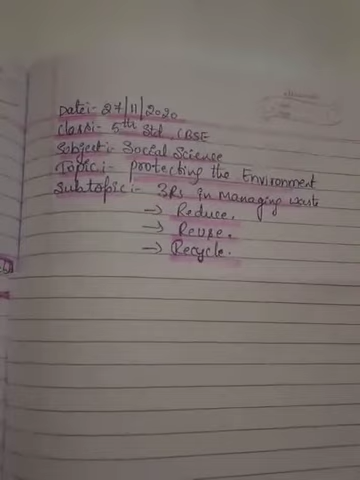 Date:- 27/11/2020
Class:- 5th Std, CBSE
Subject:- Social Science
Topic:- protecting the Environment
Subtopic:- 3Rs in Managing waste
→ Reduce.
→ Reuse.
→ Recycle.